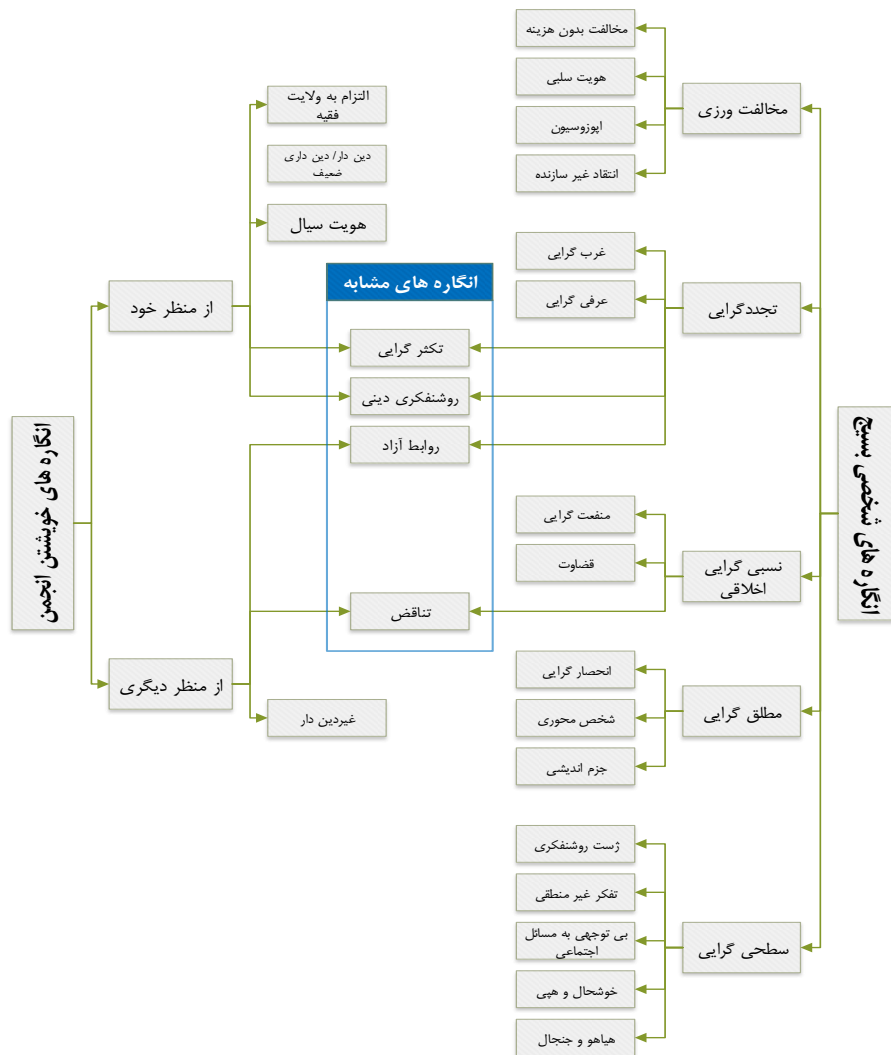 انگاره های شخصی بسیج
مخالفت ورزی
مخالفت بدون هزینه
هویت سلبی
اپوزوسیون
انتقاد غیر سازنده
تجددگرایی
غرب گرایی
عرفی گرایی
نسبی گرایی
اخلاقی
منفعت گرایی
قضاوت
مطلق گرایی
انحصار گرایی
شخص محوری
جزم اندیشی
سطحی گرایی
ژست روشنفکری
تفکر غیر منطقی
بی توجهی به مسائل
اجتماعی
خوشحال و هپی
هیاهو و جنجال
انگاره های مشابه
تکثر گرایی
روشنفکری دینی
روابط آزاد
تناقض
التزام به ولایت
فقیه
دین دار/ دین داری
ضعیف
هویت سیال
از منظر خود
از منظر دیگری
غیردین دار
انگاره های خویشتن انجمن